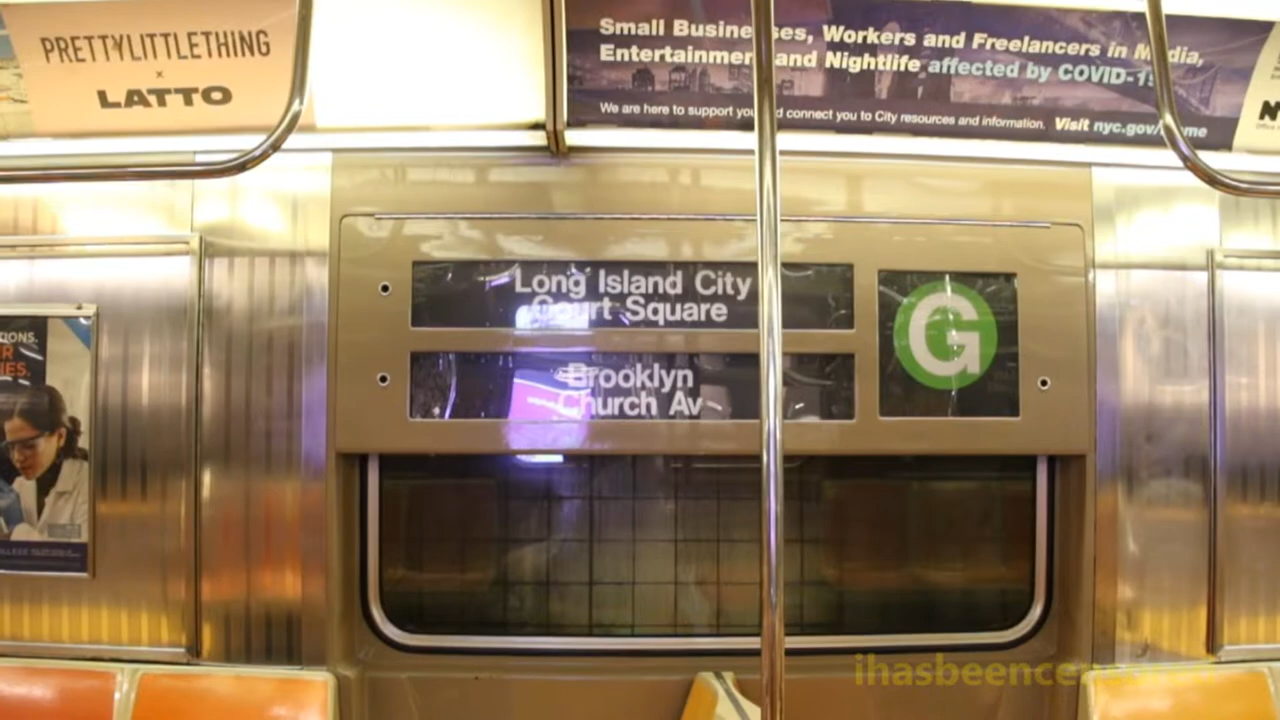 PRETTYLITTLETHING
x
LATTO
Small Businesses, Workers and Freelancers in Media,
Entertainment and Nightlife affected by COVID-19
We are here to support you and connect you to City resources and information. Visit nyc.gov/
Long Island City
Court Square
G
Brooklyn
Church Av
IONS.
R
IES.